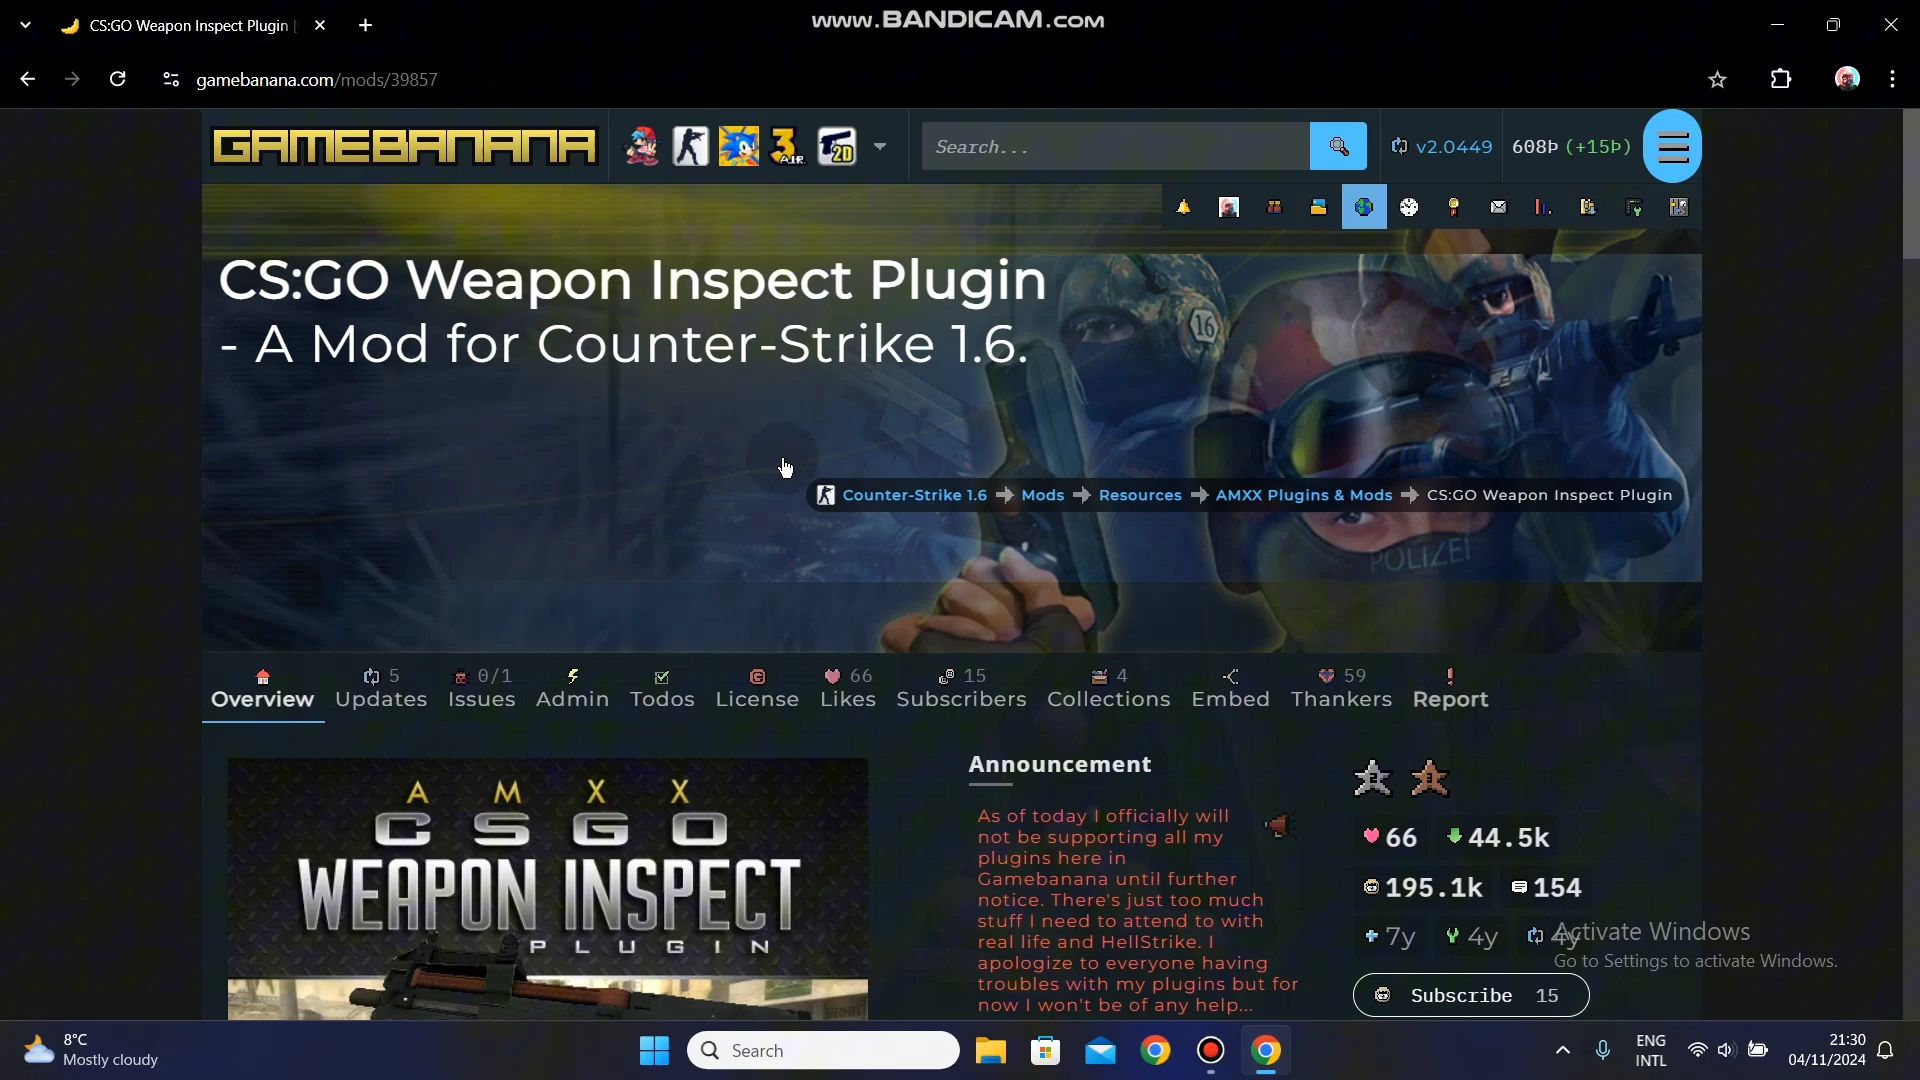 CS:GO Weapon Inspect Plugin
www.BANDICAM.com
gamebanana.com/mods/39857
GAMEBANANA
Search...
v2.0449
608Þ (+15Þ)
CS:GO Weapon Inspect Plugin
- A Mod for Counter-Strike 1.6.
16
POLIZEI
Counter-Strike 1.6 Mods Resources AMXX Plugins & Mods CS:GO Weapon Inspect Plugin
5 0/1 66 15 4 59
Overview Updates Issues Admin Todos License Likes Subscribers Collections Embed Thankers Report
AMXX
CSGO
WEAPON INSPECT
PLUGIN
Announcement
As of today I officially will
not be supporting all my
plugins here in
Gamebanana until further
notice. There's just too much
stuff I need to attend to with
real life and HellStrike. I
apologize to everyone having
troubles with my plugins but for
now I won't be of any help...
66 44.5k
195.1k 154
7y 4y 4y
Subscribe 15
Activate Windows
Go to Settings to activate Windows.
8°C
Mostly cloudy
Search
ENG
INTL
21:30
04/11/2024